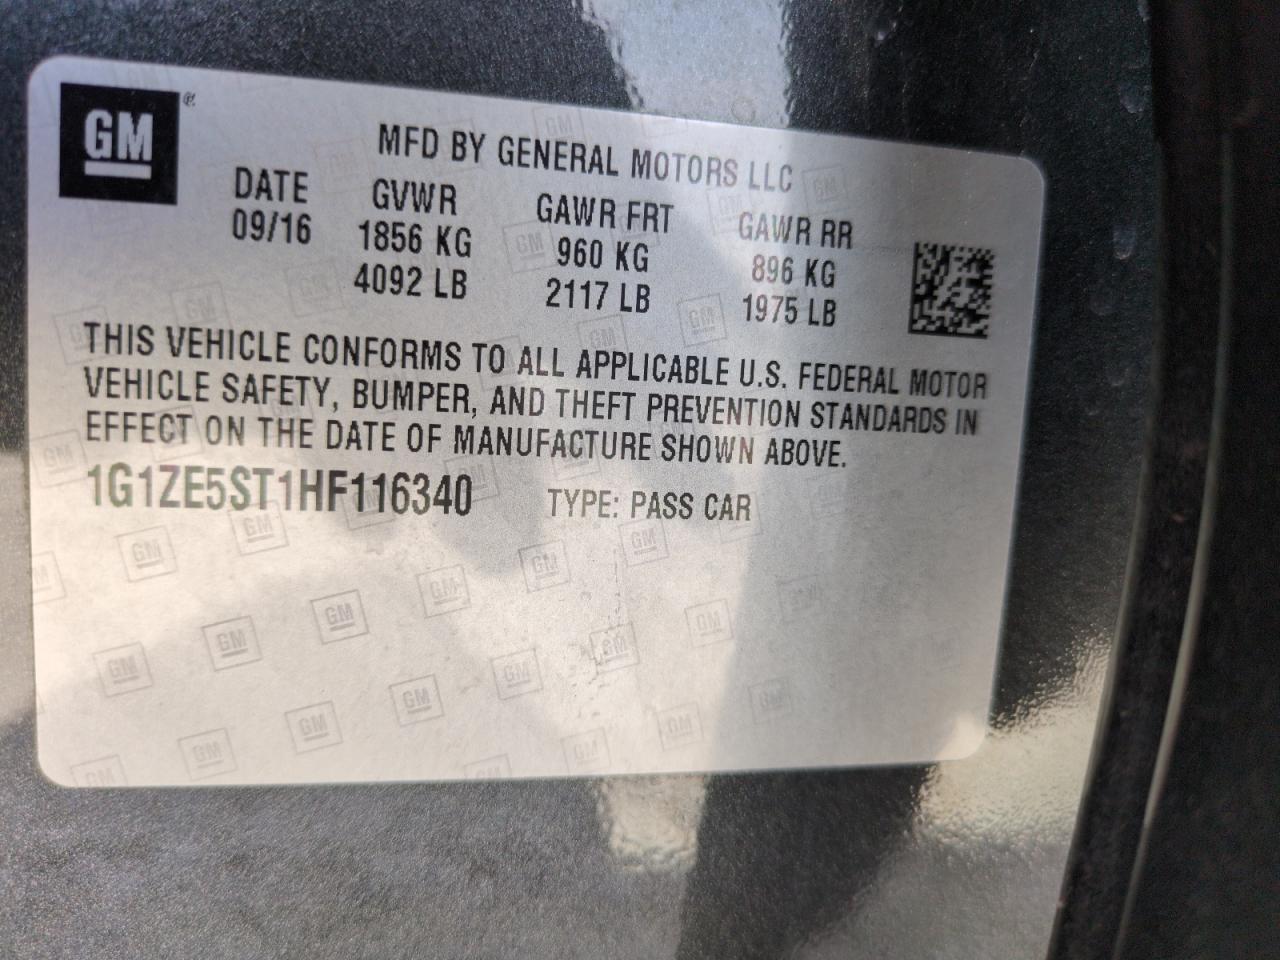 GM
MFD BY GENERAL MOTORS LLC
DATE GVWR GAWR FRT GAWR RR
09/16 1856 KG 960 KG 896 KG
4092 LB 2117 LB 1975 LB
THIS VEHICLE CONFORMS TO ALL APPLICABLE U.S. FEDERAL MOTOR
VEHICLE SAFETY, BUMPER, AND THEFT PREVENTION STANDARDS IN
EFFECT ON THE DATE OF MANUFACTURE SHOWN ABOVE.
1G1ZE5ST1HF116340 TYPE: PASS CAR